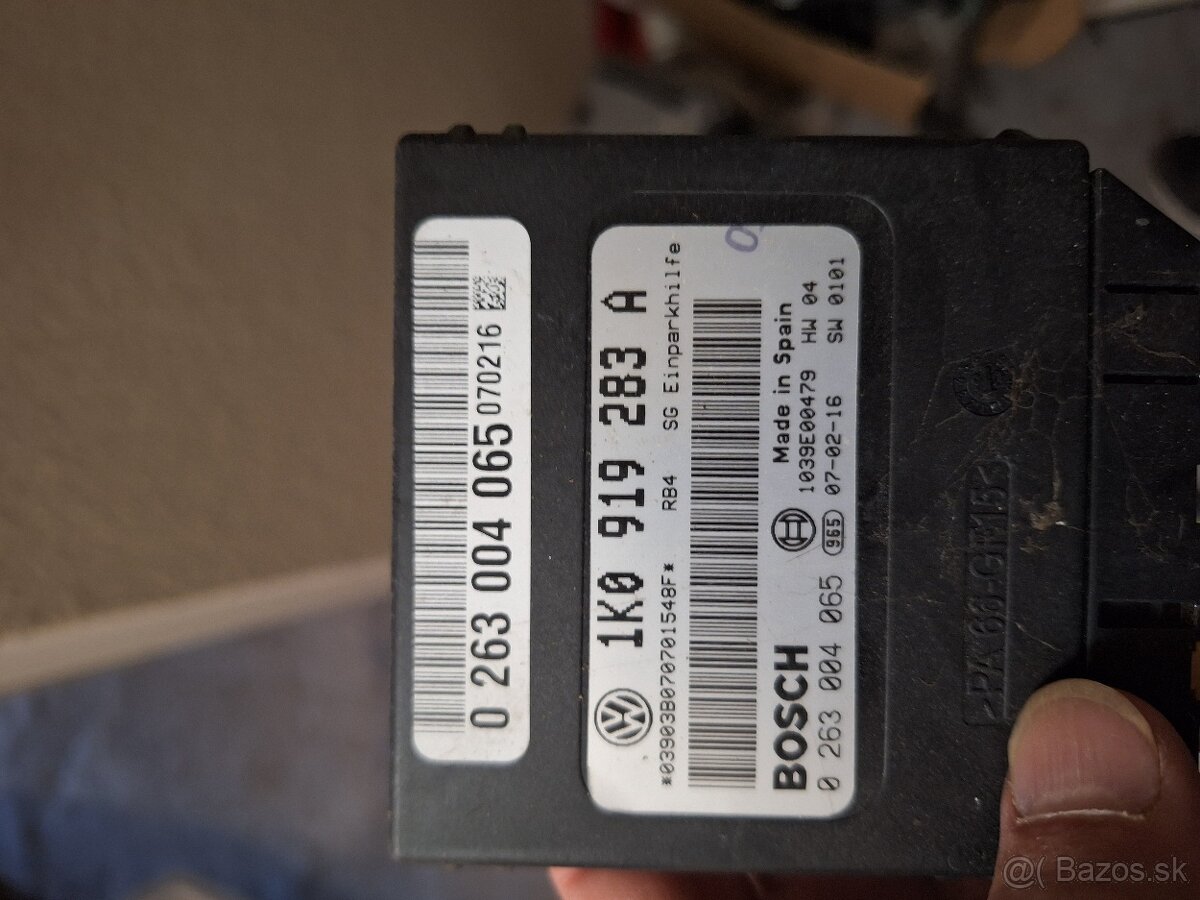 0 263 004 065 070216
1K0 919 283 A
*03903B070701548F* RB4 SG Einparkhilfe
BOSCH
Made in Spain
1039E00479 HW 04
0 263 004 065 965 07-02-16 SW 0101
@( Bazos.sk